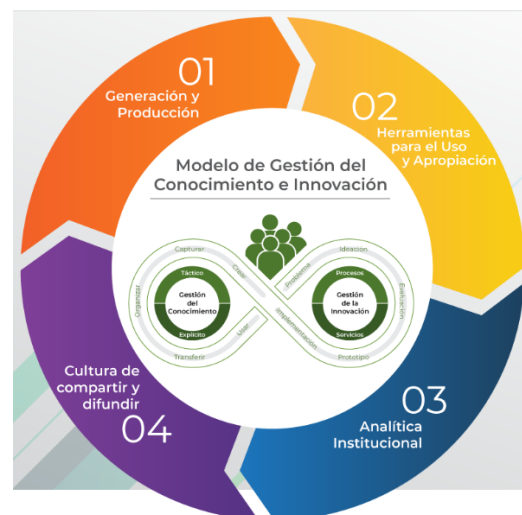 01
Generación y
Producción
02
Herramientas
para el Uso
y Apropiación
Modelo de Gestión del
Conocimiento e Innovación
Capturar
Crear
Organizar
Táctico
Gestión
del
Conocimiento
Explícito
Transferir
Usar
Problema
Ideación
Evaluación
Procesos
Gestión
de la
Innovación
Servicios
Implementación
Prototipo
03
Analítica
Institucional
Cultura de
compartir y
difundir
04